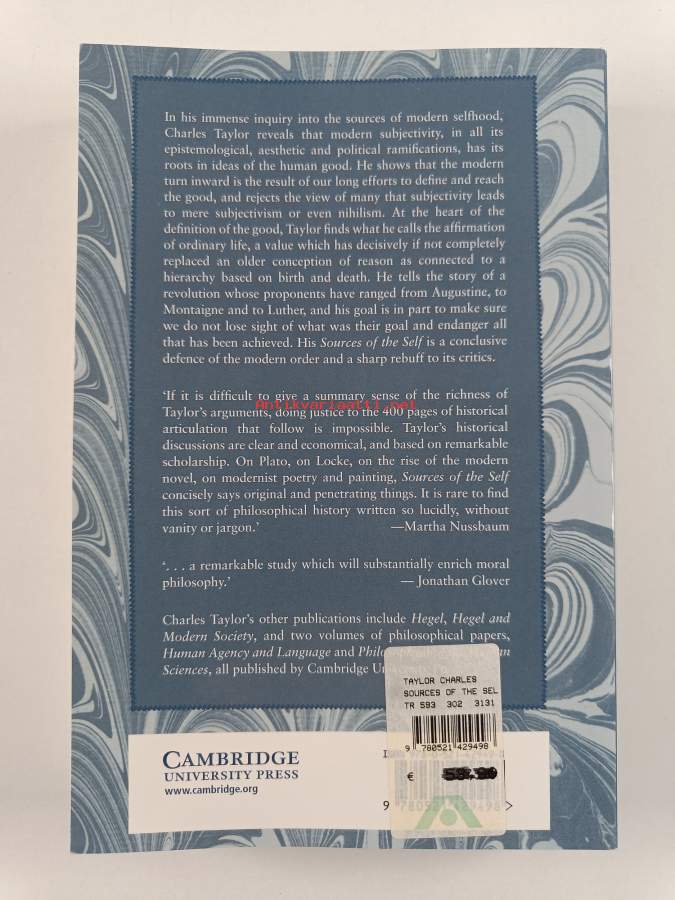 In his immense inquiry into the sources of modern selfhood,
Charles Taylor reveals that modern subjectivity, in all its
epistemological, aesthetic and political ramifications, has its
roots in ideas of the human good. He shows that the modern
turn inward is the result of our long efforts to define and reach
the good, and rejects the view of many that subjectivity leads
to mere subjectivism or even nihilism. At the heart of the
definition of the good, Taylor finds what he calls the affirmation
of ordinary life, a value which has decisively if not completely
replaced an older conception of reason as connected to a
hierarchy based on birth and death. He tells the story of a
revolution whose proponents have ranged from Augustine, to
Montaigne and to Luther, and his goal is in part to make sure
we do not lose sight of what was their goal and endanger all
that has been achieved. His Sources of the Self is a conclusive
defence of the modern order and a sharp rebuff to its critics.
‘If it is difficult to give a summary sense of the richness of
Antikvariaatti.net
Taylor’s arguments, doing justice to the 400 pages of historical
articulation that follow is impossible. Taylor’s historical
discussions are clear and economical, and based on remarkable
scholarship. On Plato, on Locke, on the rise of the modern
novel, on modernist poetry and painting, Sources of the Self
concisely says original and penetrating things. It is rare to find
this sort of philosophical history written so lucidly, without
vanity or jargon.’ —Martha Nussbaum
‘. . . a remarkable study which will substantially enrich moral
philosophy.’ — Jonathan Glover
Charles Taylor’s other publications include Hegel, Hegel and
Modern Society, and two volumes of philosophical papers,
Human Agency and Language and
Sciences, all published by Cambridge
TAYLOR CHARLES
SOURCES OF THE SEL
TR 593 302 3131
9 780521 429498
€
CAMBRIDGE
UNIVERSITY PRESS
www.cambridge.org
9 780521 429498 >